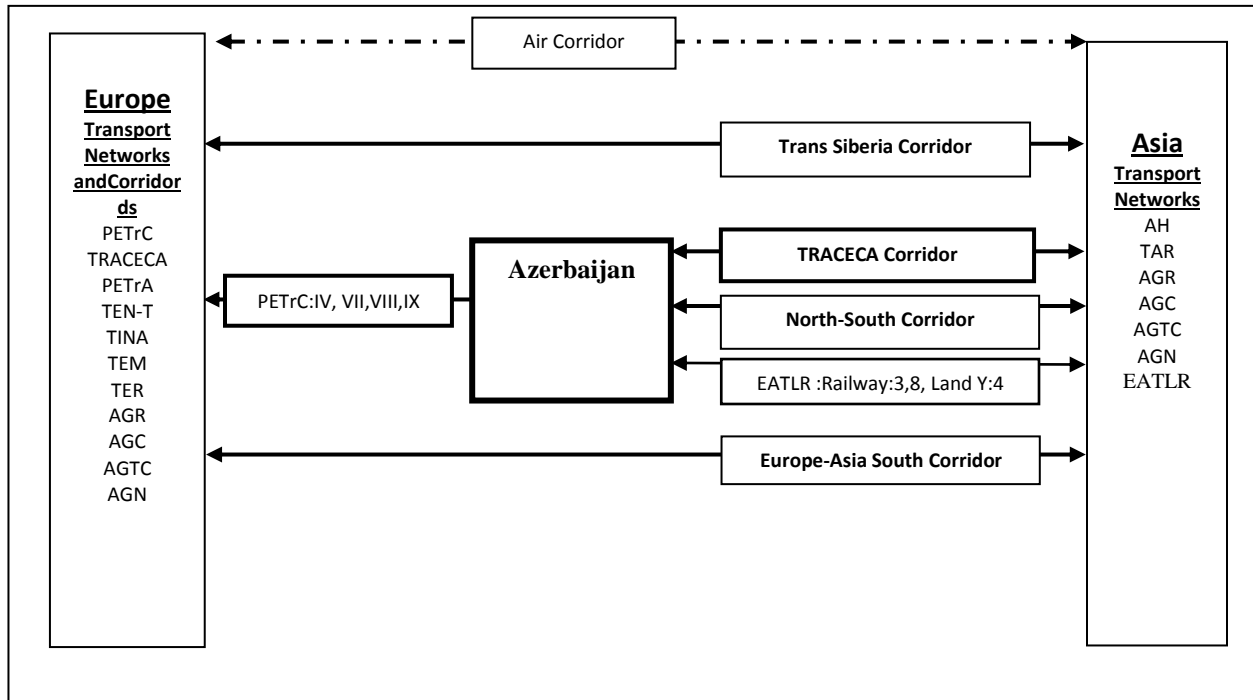 Air Corridor
Europe
Transport
Networks
andCorridor
ds
PETrC
TRACECA
PETrA
TEN-T
TINA
TEM
TER
AGR
AGC
AGTC
AGN
PETrC:IV, VII,VIII,IX
Azerbaijan
Trans Siberia Corridor
TRACECA Corridor
North-South Corridor
EATLR :Railway:3,8, Land Y:4
Europe-Asia South Corridor
Asia
Transport
Networks
AH
TAR
AGR
AGC
AGTC
AGN
EATLR